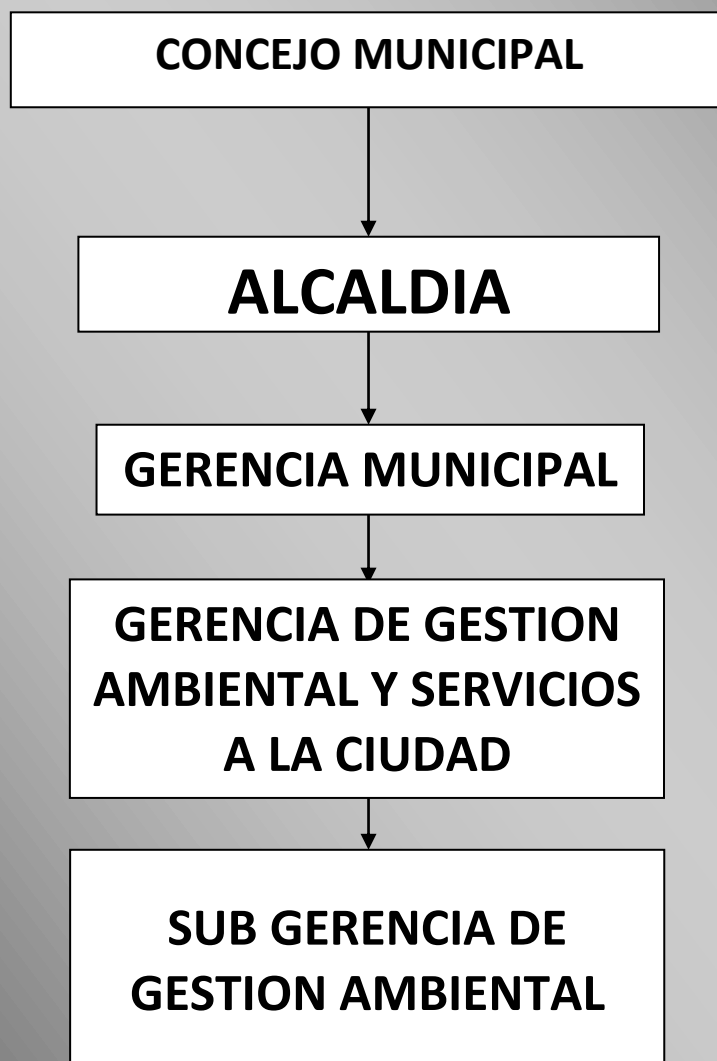 CONCEJO MUNICIPAL
ALCALDIA
GERENCIA MUNICIPAL
GERENCIA DE GESTION
AMBIENTAL Y SERVICIOS
A LA CIUDAD
SUB GERENCIA DE
GESTION AMBIENTAL